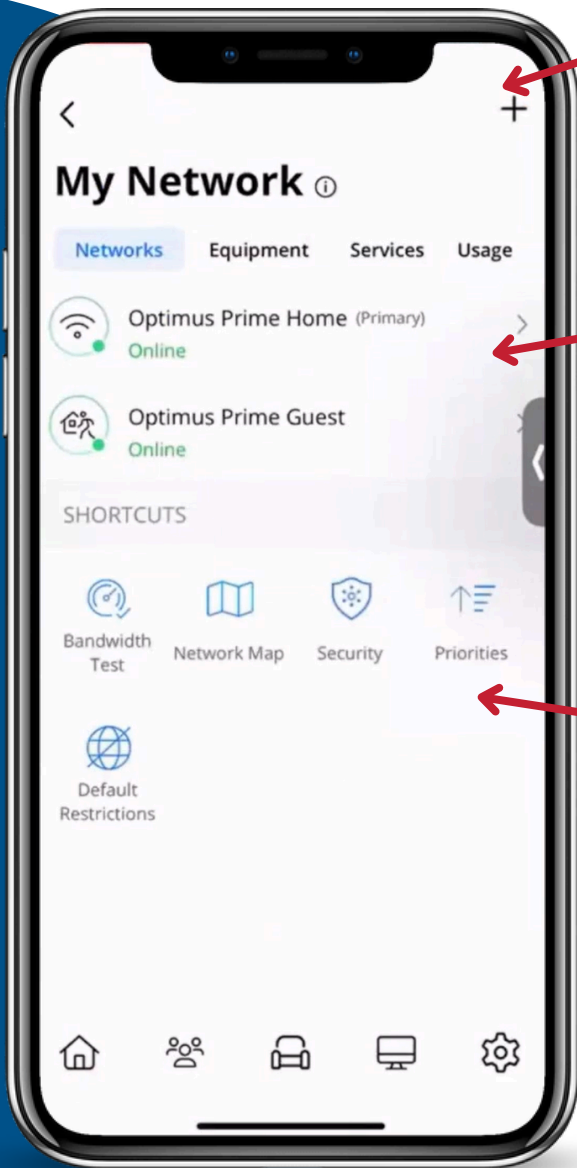 My Network
Networks Equipment Services Usage
Optimus Prime Home (Primary)
Online
Optimus Prime Guest
Online
SHORTCUTS
Bandwidth
Test
Network Map
Security
Priorities
Default
Restrictions